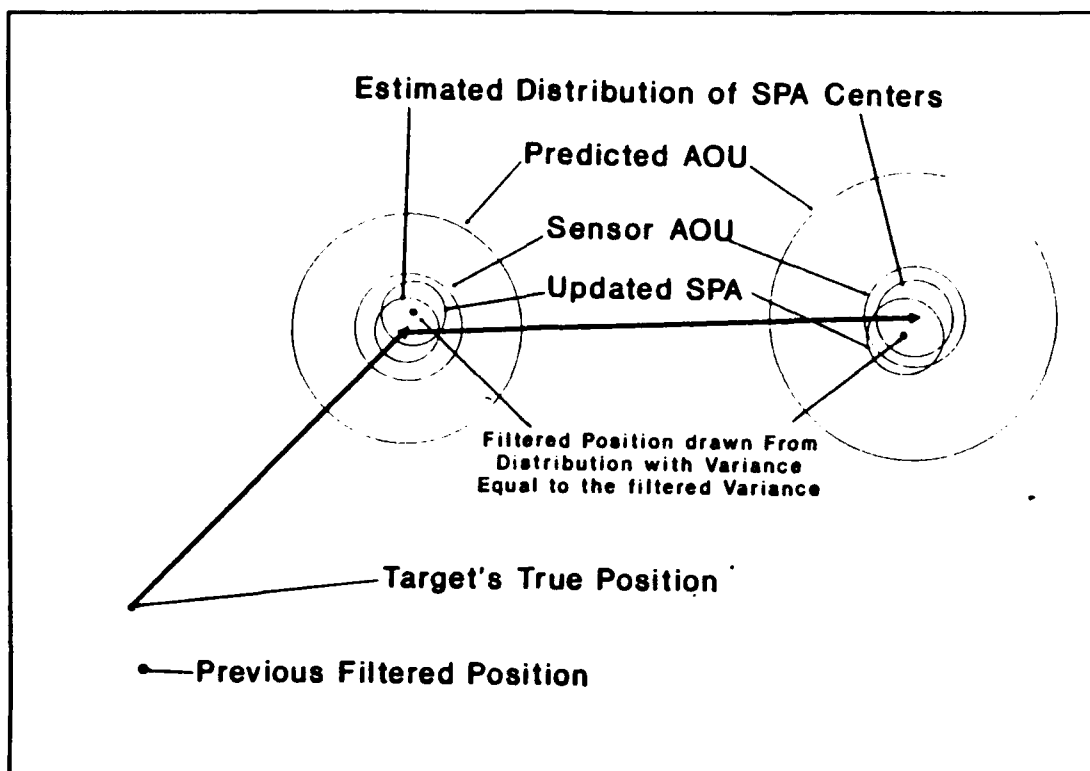 Estimated Distribution of SPA Centers
Predicted AOU
Sensor AOU
Updated SPA
Filtered Position drawn From
Distribution with Variance
Equal to the filtered Variance
Target's True Position
Previous Filtered Position